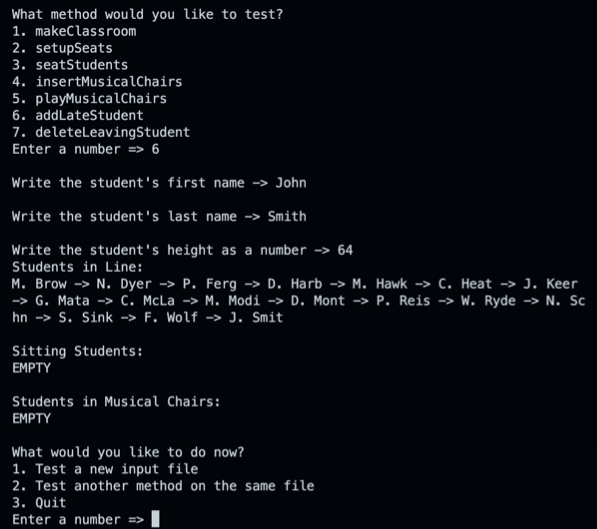 What method would you like to test?
1. makeClassroom
2. setupSeats
3. seatStudents
4. insertMusicalChairs
5. playMusicalChairs
6. addLateStudent
7. deleteLeavingStudent
Enter a number => 6
Write the student's first name -> John
Write the student's last name -> Smith
Write the student's height as a number -> 64
Students in Line:
M. Brow -> N. Dyer -> P. Ferg -> D. Harb -> M. Hawk -> C. Heat -> J. Keer
-> G. Mata -> C. McLa -> M. Modi -> D. Mont -> P. Reis -> W. Ryde -> N. Sc
hn -> S. Sink -> F. Wolf -> J. Smit
Sitting Students:
EMPTY
Students in Musical Chairs:
EMPTY
What would you like to do now?
1. Test a new input file
2. Test another method on the same file
3. Quit
Enter a number =>